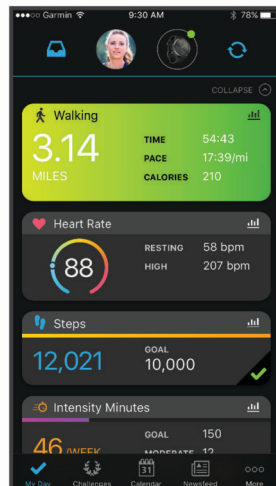 Garmin 9:30 AM 78%
COLLAPSE
Walking
3.14
MILES
TIME 54:43
PACE 17:39/mi
CALORIES 210
Heart Rate
88
RESTING 58 bpm
HIGH 207 bpm
Steps
12,021
GOAL
10,000
Intensity Minutes
46 /WEEK
GOAL 150
MODERATE 12
31
My Day Challenges Calendar Newsfeed More